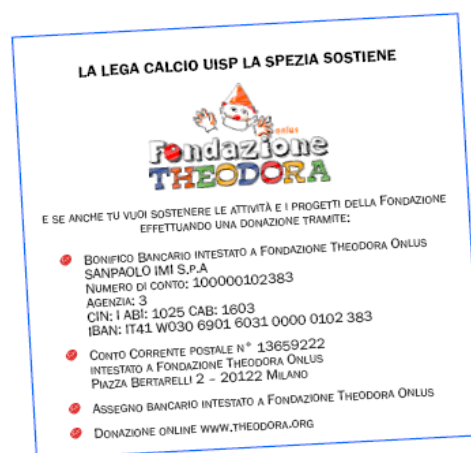 LA LEGA CALCIO UISP LA SPEZIA SOSTIENE
onlus
Fondazione
THEODORA
E SE ANCHE TU VUOI SOSTENERE LE ATTIVITÀ E I PROGETTI DELLA FONDAZIONE
EFFETTUANDO UNA DONAZIONE TRAMITE:
BONIFICO BANCARIO INTESTATO A FONDAZIONE THEODORA ONLUS
SANPAOLO IMI S.P.A
NUMERO DI CONTO: 100000102383
AGENZIA: 3
CIN: I ABI: 1025 CAB: 1603
IBAN: IT41 W030 6901 6031 0000 0102 383
CONTO CORRENTE POSTALE N° 13659222
INTESTATO A FONDAZIONE THEODORA ONLUS
PIAZZA BERTARELLI 2 – 20122 MILANO
ASSEGNO BANCARIO INTESTATO A FONDAZIONE THEODORA ONLUS
DONAZIONE ONLINE WWW.THEODORA.ORG